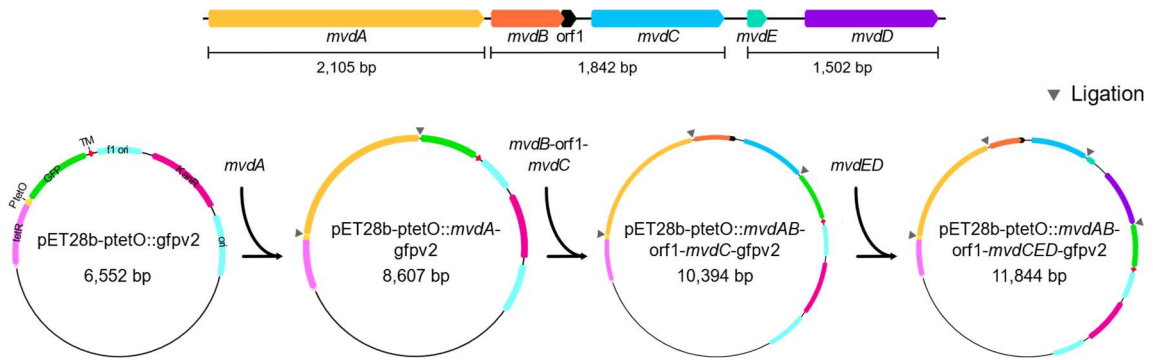 mvdA mvdB orf1 mvdC mvdE mvdD
2,105 bp 1,842 bp 1,502 bp
Ligation
TM
f1 ori
GFP
KanR
PtetO
tetR
ori
pET28b-ptetO::gfpv2
6,552 bp
mvdA
pET28b-ptetO::mvdA-
gfpv2
8,607 bp
mvdB-orf1-
mvdC
pET28b-ptetO::mvdAB-
orf1-mvdC-gfpv2
10,394 bp
mvdED
pET28b-ptetO::mvdAB-
orf1-mvdCED-gfpv2
11,844 bp